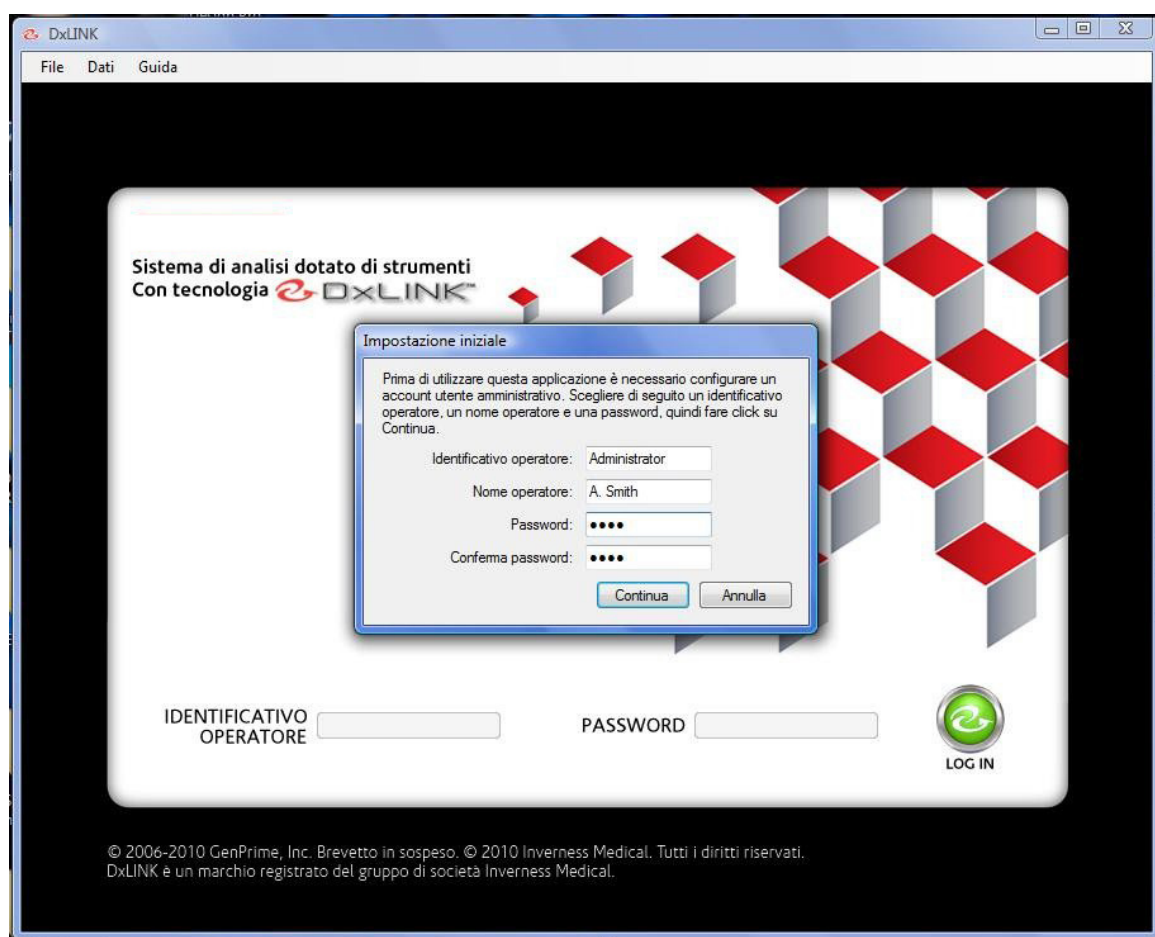 DxLINK
File Dati Guida
Sistema di analisi dotato di strumenti
Con tecnologia DxLINK™
Impostazione iniziale
Prima di utilizzare questa applicazione è necessario configurare un
account utente amministrativo. Scegliere di seguito un identificativo
operatore, un nome operatore e una password, quindi fare click su
Continua.
Identificativo operatore: Administrator
Nome operatore: A. Smith
Password: ••••
Conferma password: ••••
Continua Annulla
IDENTIFICATIVO
OPERATORE
PASSWORD
LOG IN
© 2006-2010 GenPrime, Inc. Brevetto in sospeso. © 2010 Inverness Medical. Tutti i diritti riservati.
DxLINK è un marchio registrato del gruppo di società Inverness Medical.